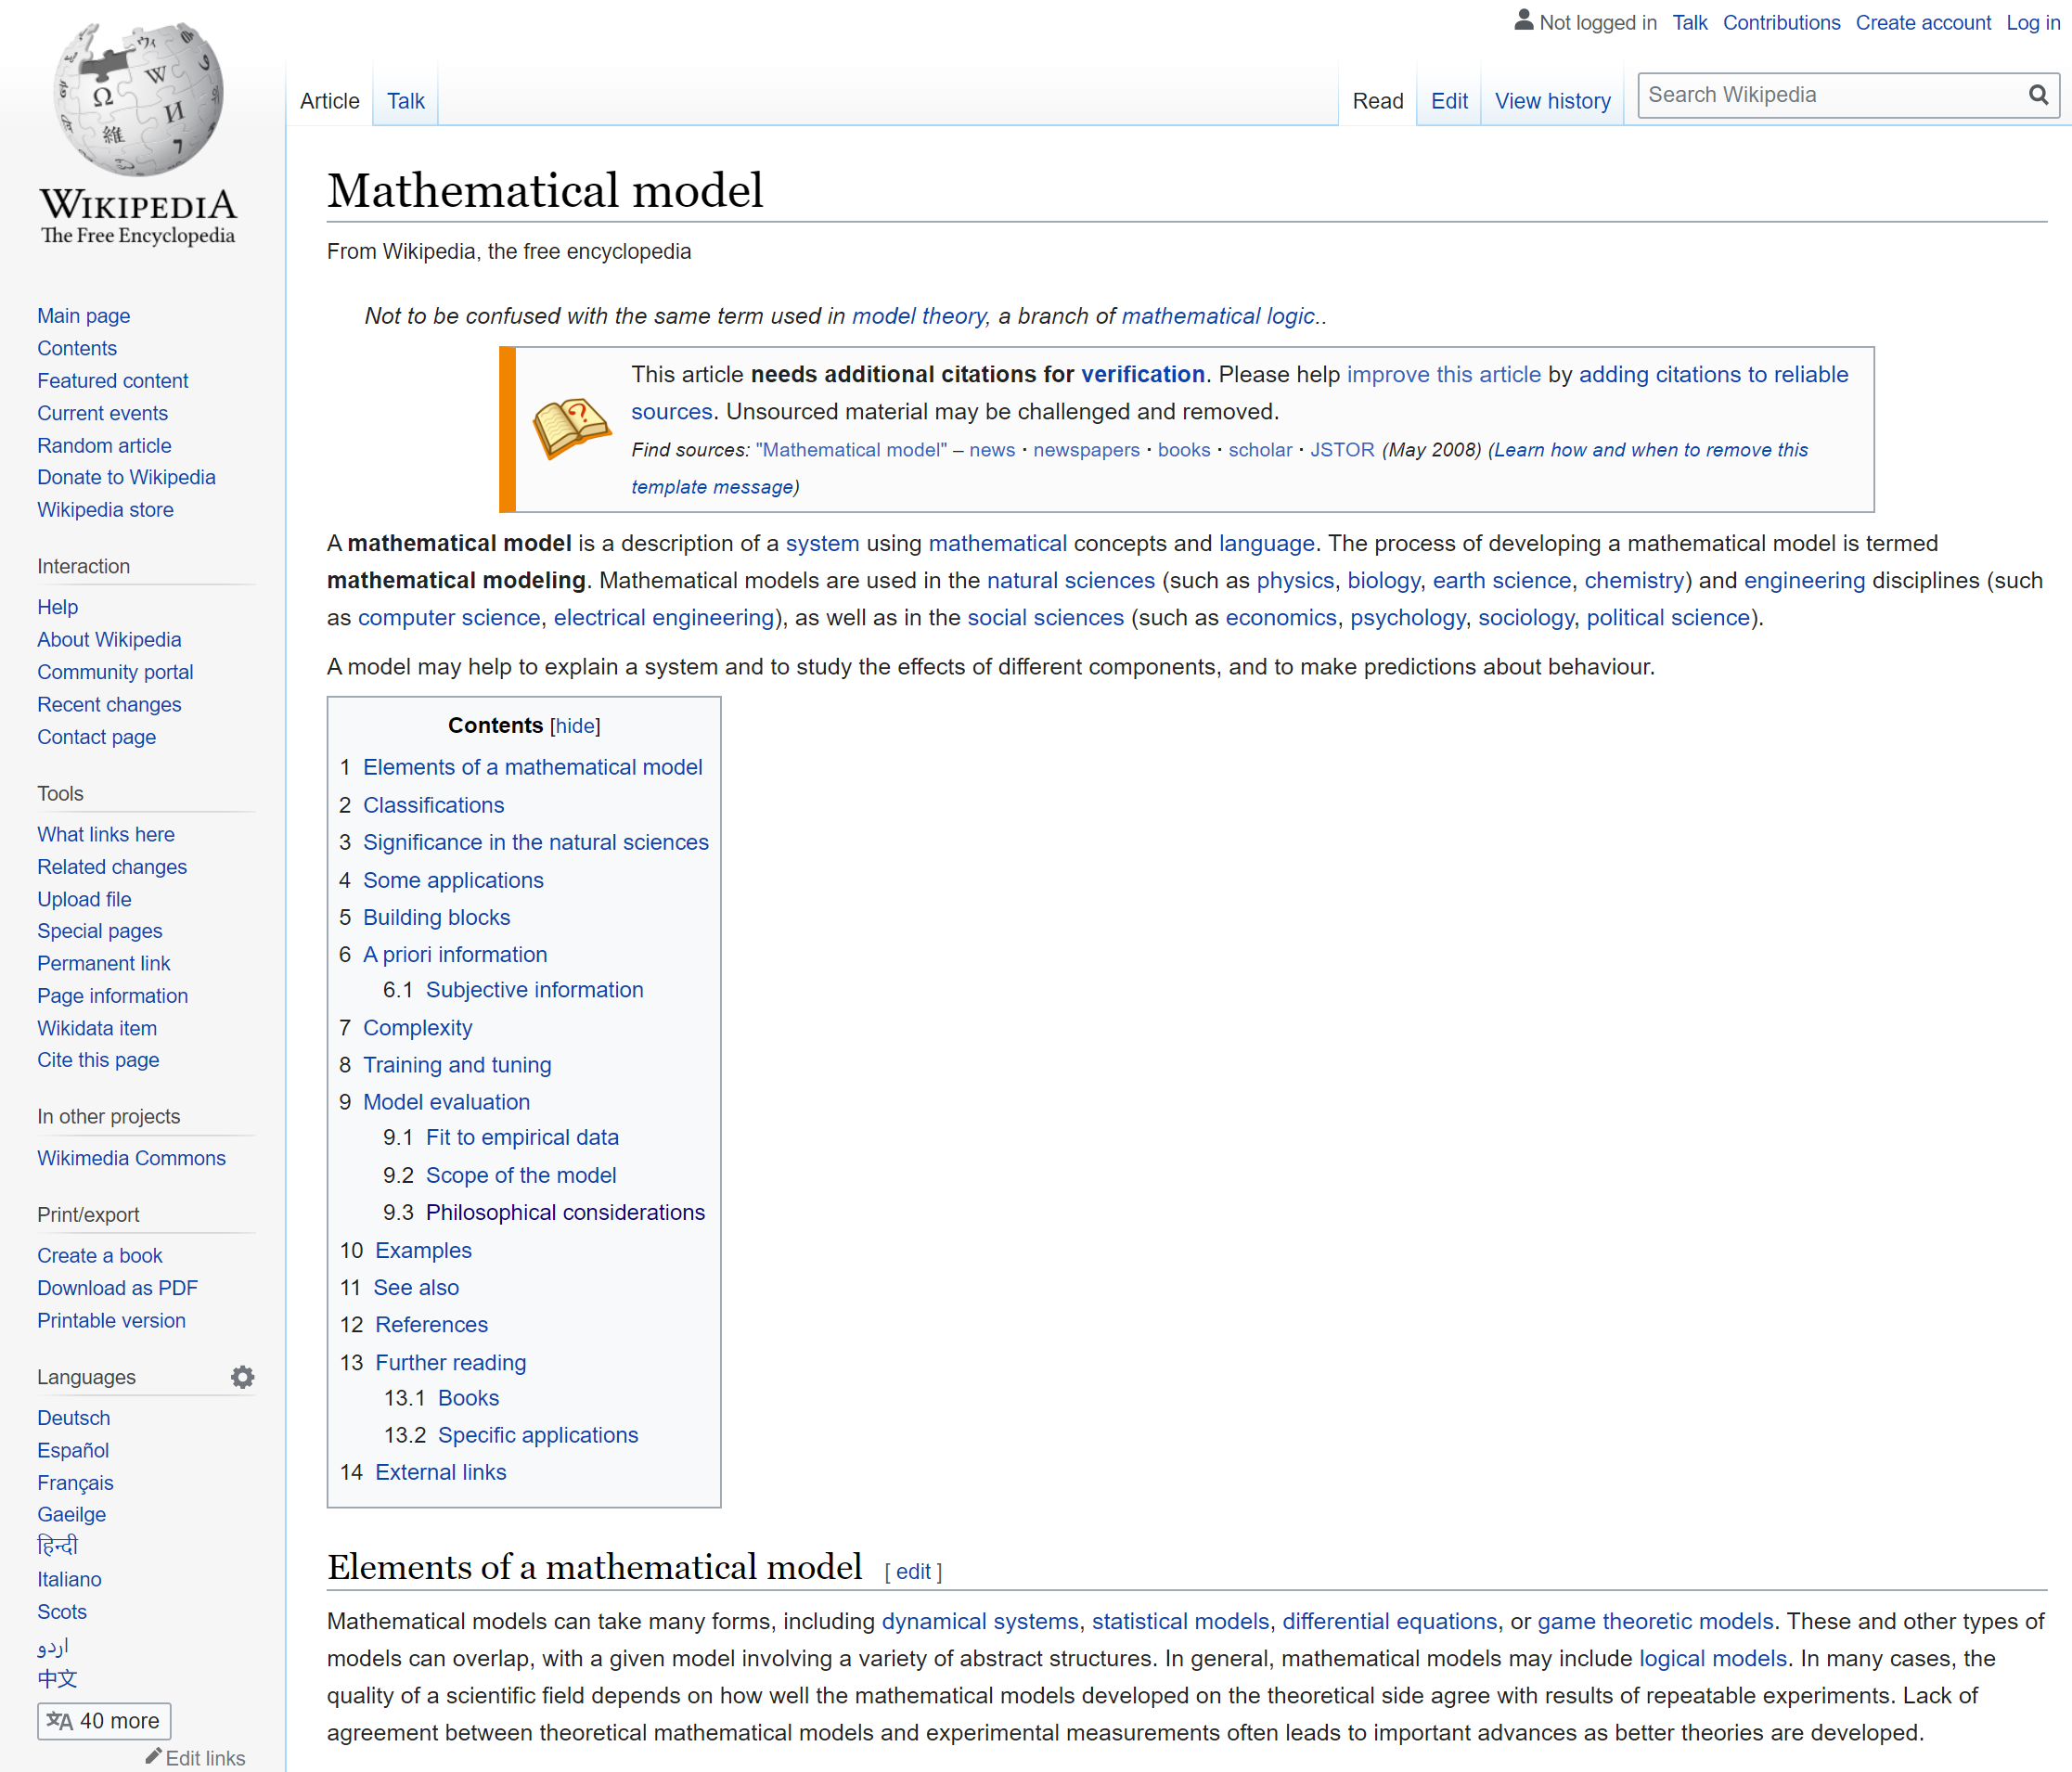 Not logged in Talk Contributions Create account Log in
Article Talk Read Edit View history Search Wikipedia
WIKIPEDIA
The Free Encyclopedia
Main page
Contents
Featured content
Current events
Random article
Donate to Wikipedia
Wikipedia store
Interaction
Help
About Wikipedia
Community portal
Recent changes
Contact page
Tools
What links here
Related changes
Upload file
Special pages
Permanent link
Page information
Wikidata item
Cite this page
In other projects
Wikimedia Commons
Print/export
Create a book
Download as PDF
Printable version
Languages
Deutsch
Español
Français
Gaeilge
हिन्दी
Italiano
Scots
اردو
中文
40 more
Edit links
Mathematical model
From Wikipedia, the free encyclopedia
Not to be confused with the same term used in model theory, a branch of mathematical logic..
This article needs additional citations for verification. Please help improve this article by adding citations to reliable
sources. Unsourced material may be challenged and removed.
Find sources: "Mathematical model" – news · newspapers · books · scholar · JSTOR (May 2008) (Learn how and when to remove this
template message)
A mathematical model is a description of a system using mathematical concepts and language. The process of developing a mathematical model is termed
mathematical modeling. Mathematical models are used in the natural sciences (such as physics, biology, earth science, chemistry) and engineering disciplines (such
as computer science, electrical engineering), as well as in the social sciences (such as economics, psychology, sociology, political science).
A model may help to explain a system and to study the effects of different components, and to make predictions about behaviour.
Contents [hide]
1 Elements of a mathematical model
2 Classifications
3 Significance in the natural sciences
4 Some applications
5 Building blocks
6 A priori information
6.1 Subjective information
7 Complexity
8 Training and tuning
9 Model evaluation
9.1 Fit to empirical data
9.2 Scope of the model
9.3 Philosophical considerations
10 Examples
11 See also
12 References
13 Further reading
13.1 Books
13.2 Specific applications
14 External links
Elements of a mathematical model [ edit ]
Mathematical models can take many forms, including dynamical systems, statistical models, differential equations, or game theoretic models. These and other types of
models can overlap, with a given model involving a variety of abstract structures. In general, mathematical models may include logical models. In many cases, the
quality of a scientific field depends on how well the mathematical models developed on the theoretical side agree with results of repeatable experiments. Lack of
agreement between theoretical mathematical models and experimental measurements often leads to important advances as better theories are developed.